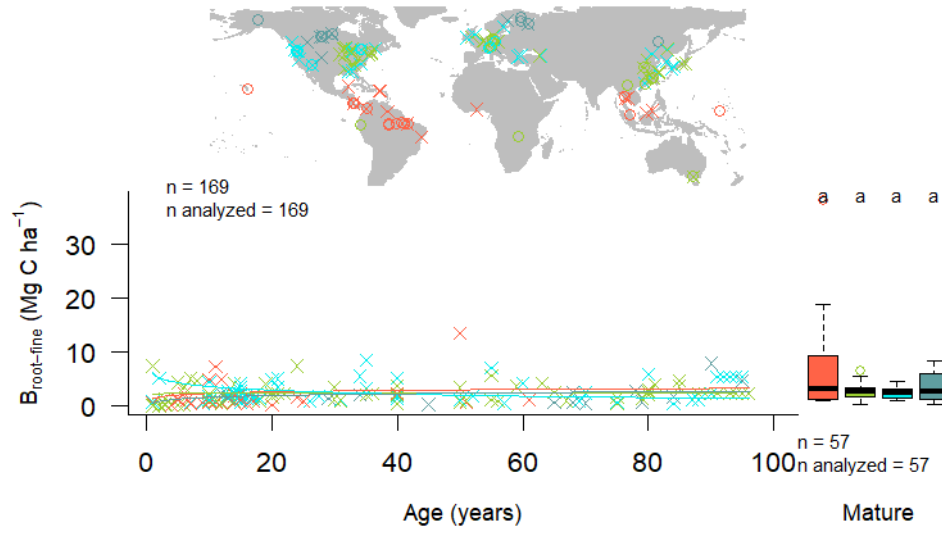 n = 169
n analyzed = 169
a a a a
B_root−fine (Mg C ha⁻¹)
30
20
10
0
0 20 40 60 80 100
n = 57
n analyzed = 57
Age (years)
Mature